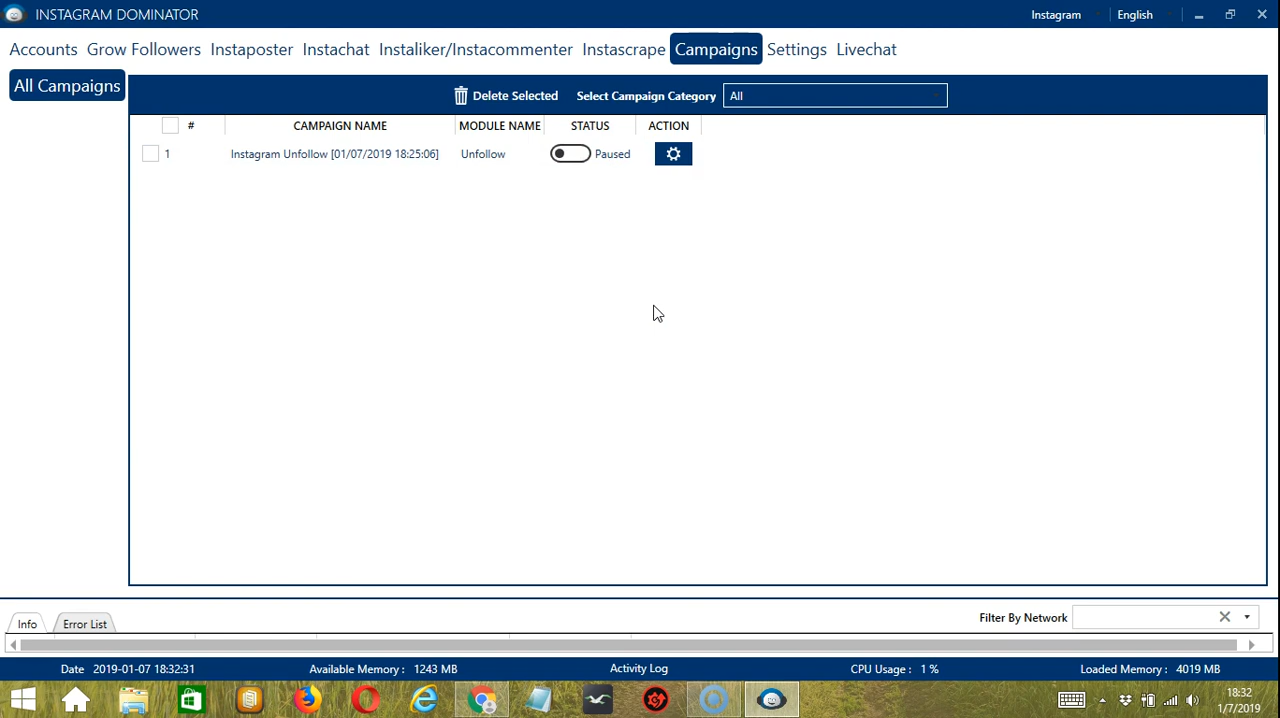 INSTAGRAM DOMINATOR
Instagram English
Accounts Grow Followers Instaposter Instachat Instaliker/Instacommenter Instascrape Campaigns Settings Livechat
All Campaigns
Delete Selected Select Campaign Category All
# CAMPAIGN NAME MODULE NAME STATUS ACTION
1 Instagram Unfollow [01/07/2019 18:25:06] Unfollow Paused
Filter By Network
Info Error List
Date 2019-01-07 18:32:31 Available Memory : 1243 MB Activity Log CPU Usage : 1 % Loaded Memory : 4019 MB
18:32
1/7/2019